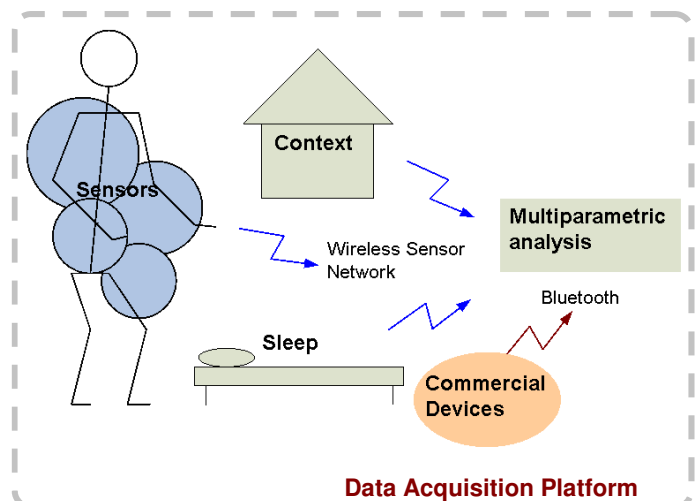 Context
Sensors
Multiparametric
analysis
Wireless Sensor
Network
Bluetooth
Sleep
Commercial
Devices
Data Acquisition Platform